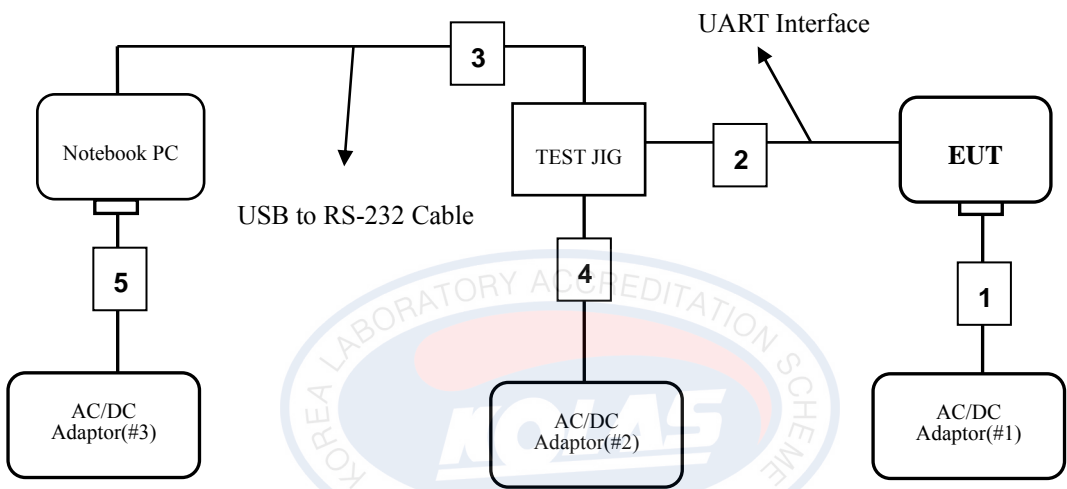 UART Interface
3
Notebook PC
TEST JIG
2
EUT
USB to RS-232 Cable
5
4
1
KOREA LABORATORY ACCREDITATION SCHEME
KOLAS
AC/DC
Adaptor(#3)
AC/DC
Adaptor(#2)
AC/DC
Adaptor(#1)